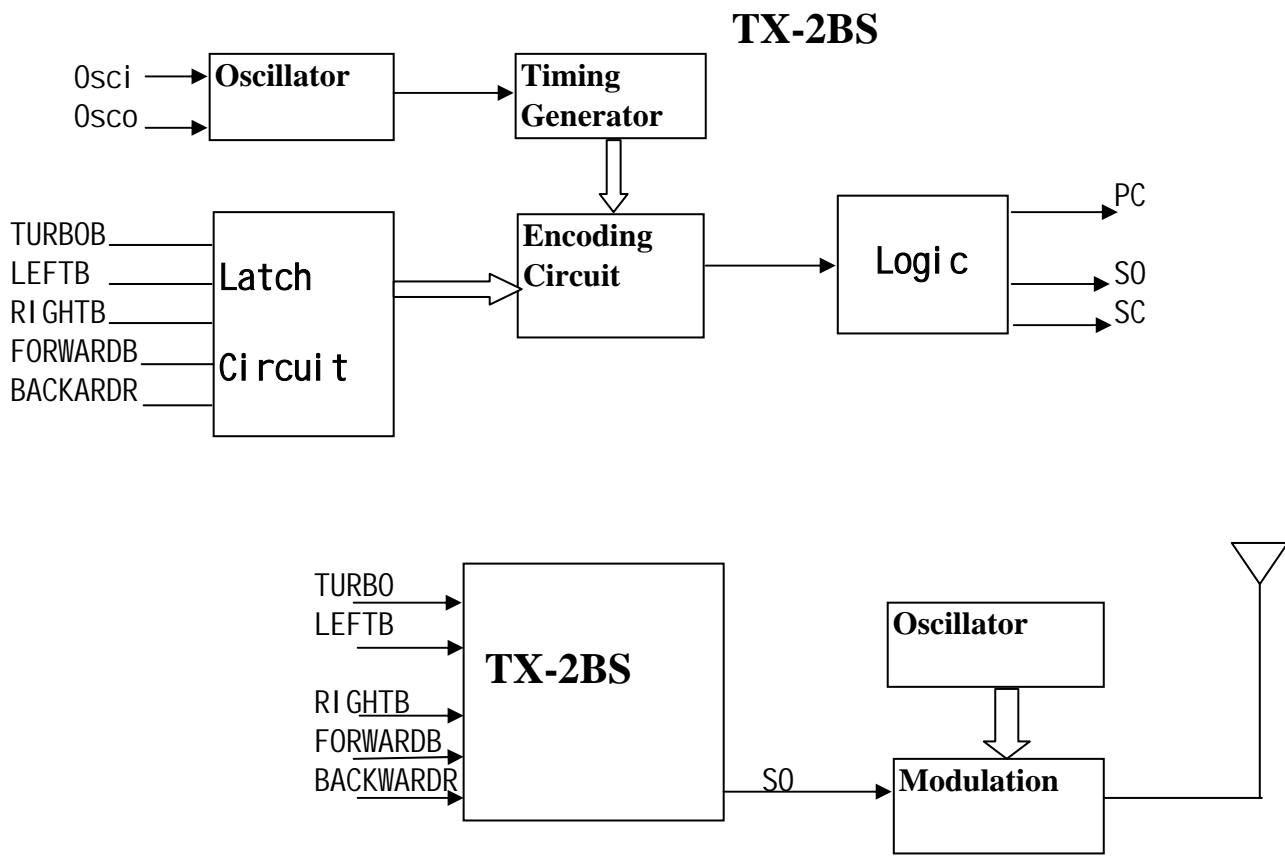 TX-2BS
Osci
Osco
Oscillator
Timing
Generator
TURBOB
LEFTB
RIGHTB
FORWARDB
BACKARDR
Latch
Circuit
Encoding
Circuit
Logic
PC
SO
SC
TURBO
LEFTB
RIGHTB
FORWARDB
BACKWARDR
TX-2BS
SO
Oscillator
Modulation